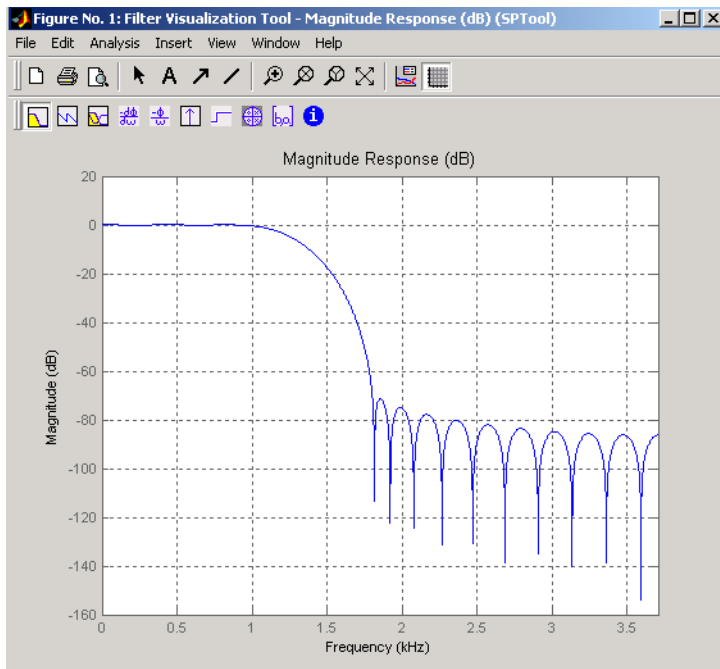 Figure No. 1: Filter Visualization Tool - Magnitude Response (dB) (SPTool)
File Edit Analysis Insert View Window Help
A
[b,a] i
Magnitude Response (dB)
20
0
-20
-40
-60
-80
-100
-120
-140
-160
Magnitude (dB)
0 0.5 1 1.5 2 2.5 3 3.5
Frequency (kHz)